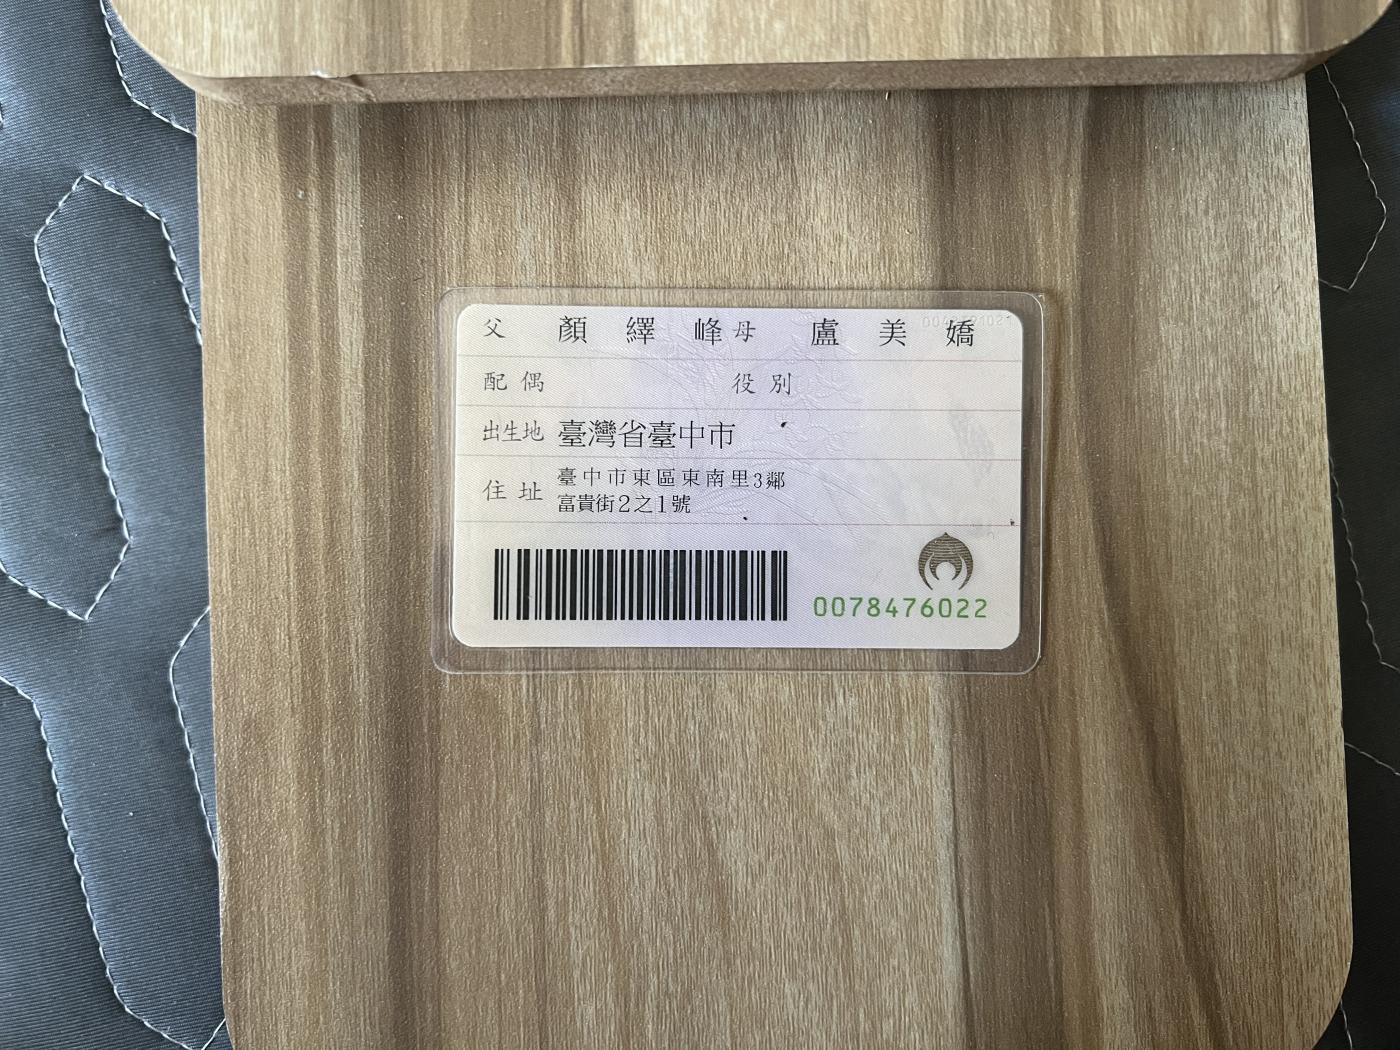 父 顏繹峰 母 盧美嬌
配偶 役別
出生地 臺灣省臺中市
住址 臺中市東區東南里3鄰
富貴街2之1號
0078476022